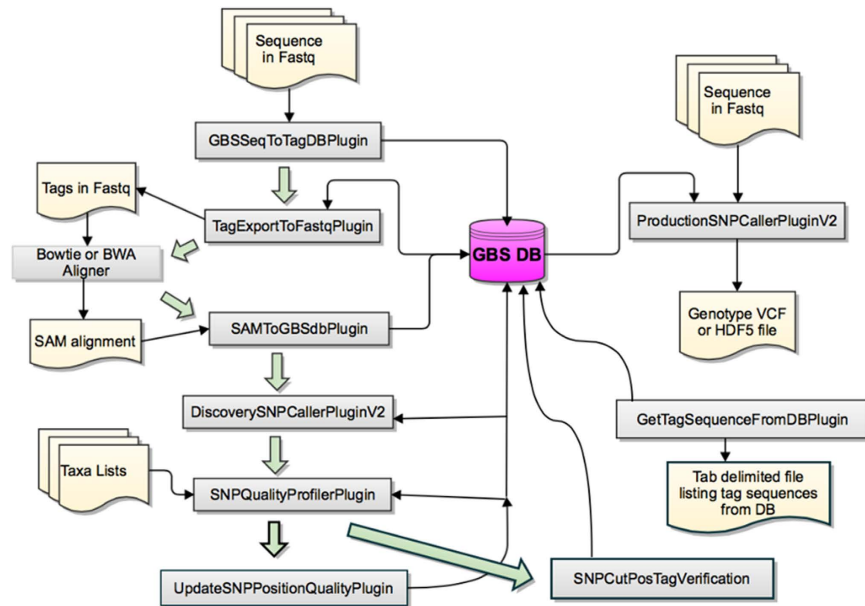 Sequence
in Fastq
GBSSeqToTagDBPlugin
Tags in Fastq
TagExportToFastqPlugin
Bowtie or BWA
Aligner
SAM alignment
SAMToGBSdbPlugin
DiscoverySNPCallerPluginV2
Taxa Lists
SNPQualityProfilerPlugin
UpdateSNPPositionQualityPlugin
GBS DB
Sequence
in Fastq
ProductionSNPCallerPluginV2
Genotype VCF
or HDF5 file
GetTagSequenceFromDBPlugin
Tab delimited file
listing tag sequences
from DB
SNPCutPosTagVerification